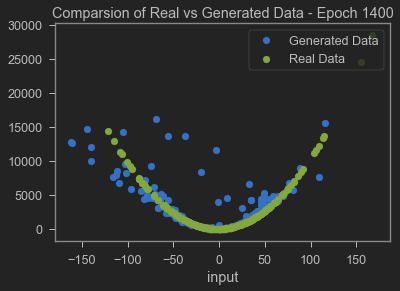 Comparsion of Real vs Generated Data - Epoch 1400
30000
25000
20000
15000
10000
5000
0
Generated Data
Real Data
−150 −100 −50 0 50 100 150
input